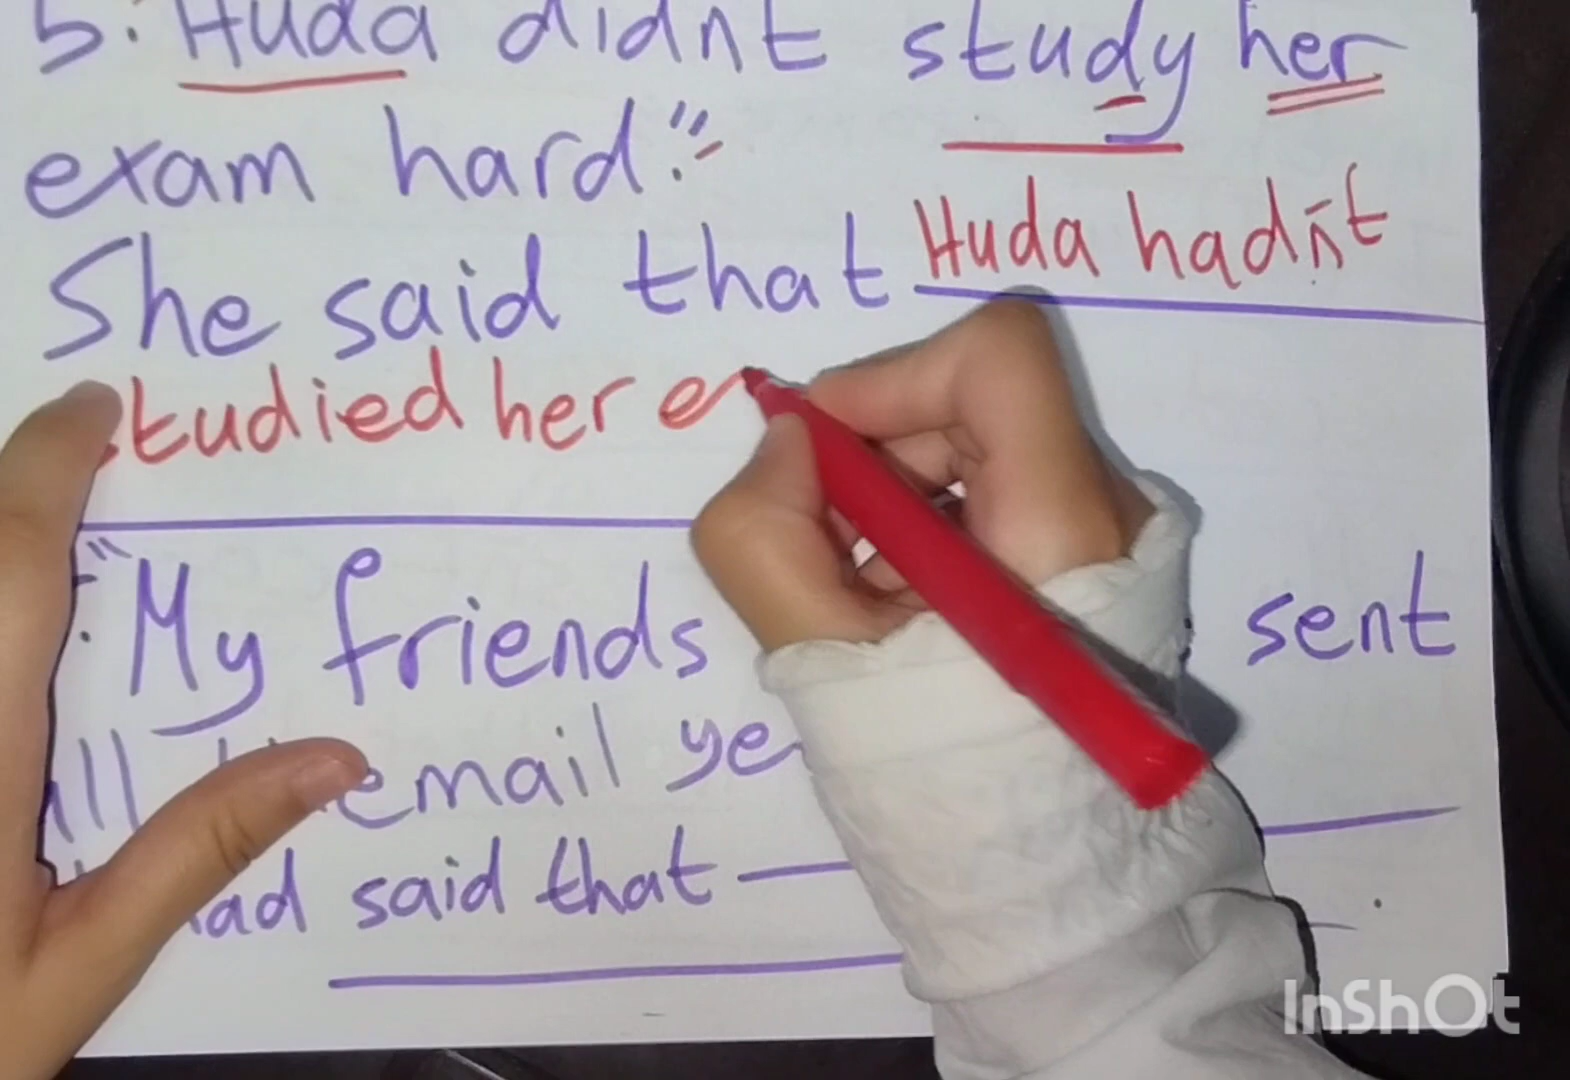 5. Huda didnt study her
exam hard."
She said that Huda hadn't
studied her e
"My friends sent
email ye
said that
.
InShOt